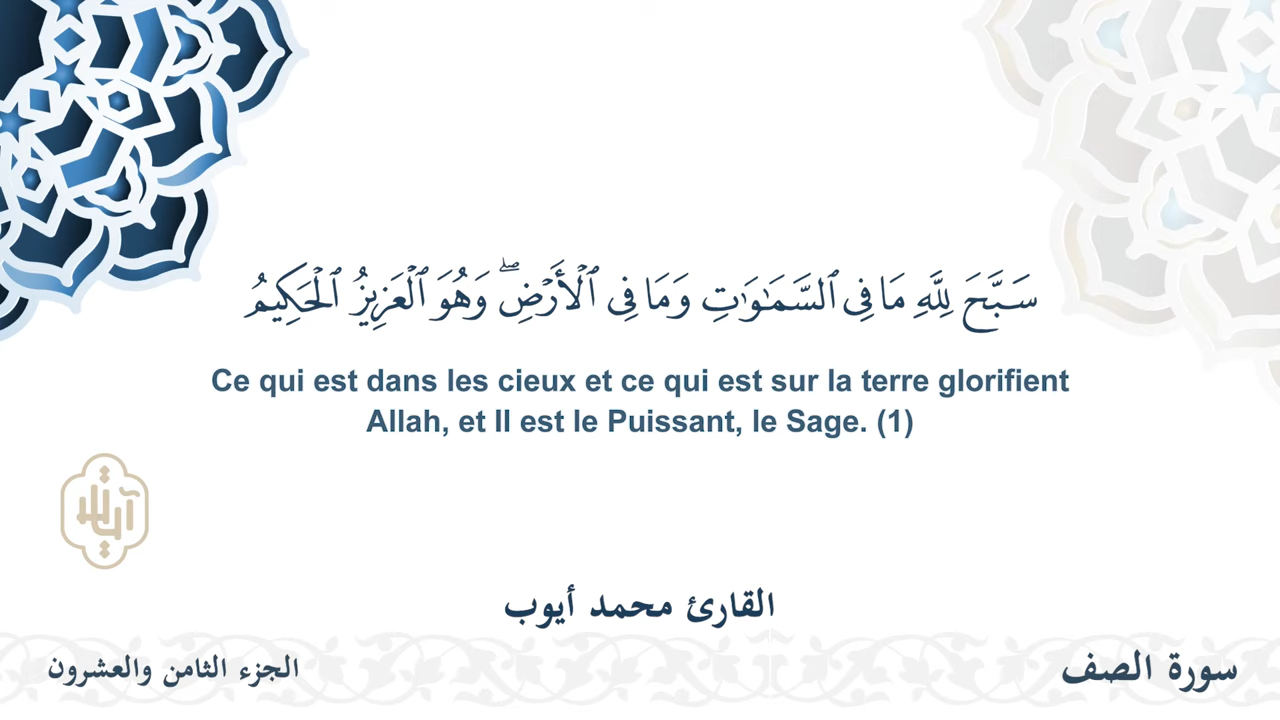 سَبَّحَ لِلَّهِ مَا فِي ٱلسَّمَٰوَٰتِ وَمَا فِي ٱلۡأَرۡضِۖ وَهُوَ ٱلۡعَزِيزُ ٱلۡحَكِيمُ
Ce qui est dans les cieux et ce qui est sur la terre glorifient
Allah, et Il est le Puissant, le Sage. (1)
القارئ محمد أيوب
سورة الصف
الجزء الثامن والعشرون